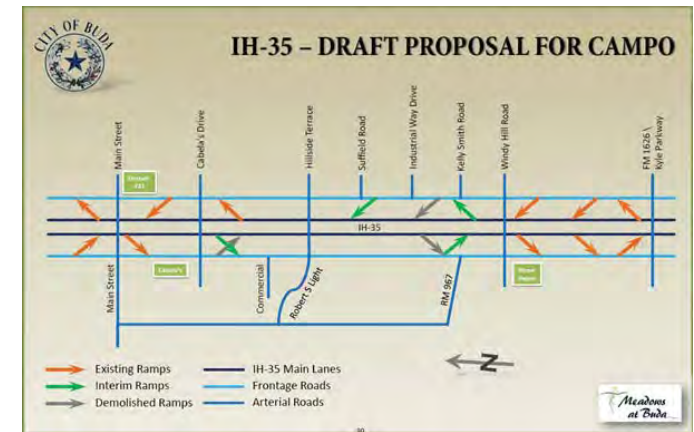 CITY OF BUDA
IH-35 – DRAFT PROPOSAL FOR CAMPO
Main Street
Cabela's Drive
Hillside Terrace
Suffield Road
Industrial Way Drive
Kelly Smith Road
Windy Hill Road
FM 1626 \
Kyle Parkway
IH-35
Cabela's
Main Street
Commercial
Robert S Light
RM 967
N
Existing Ramps
Interim Ramps
Demolished Ramps
IH-35 Main Lanes
Frontage Roads
Arterial Roads
Meadows
at Buda
30